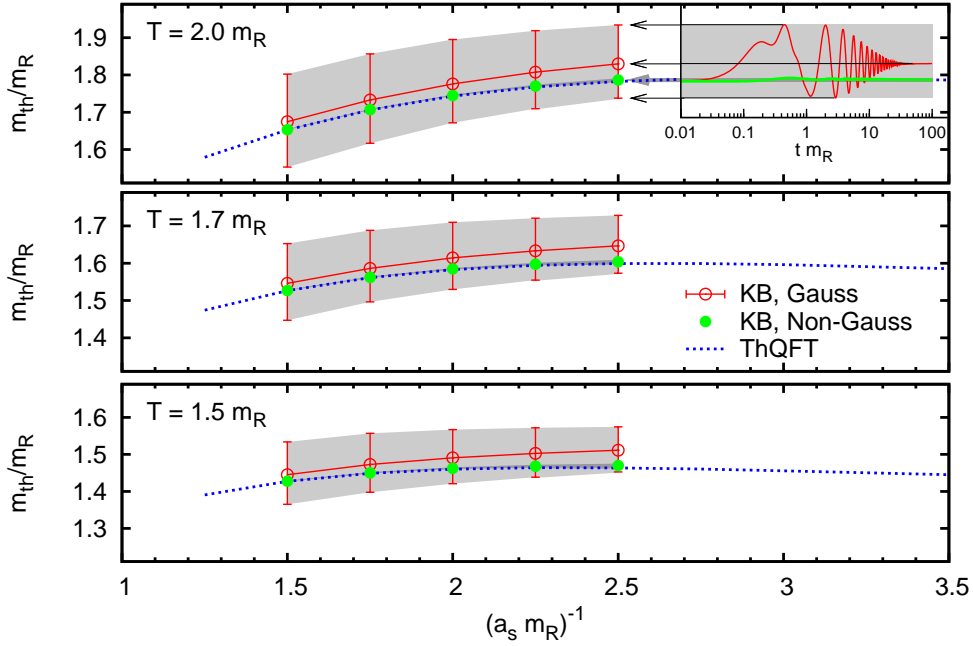 T = 2.0 m_R
m_th/m_R
1.9
1.8
1.7
1.6
0.01 0.1 1 10 100
t m_R
T = 1.7 m_R
m_th/m_R
1.7
1.6
1.5
1.4
KB, Gauss
KB, Non-Gauss
ThQFT
T = 1.5 m_R
m_th/m_R
1.6
1.5
1.4
1.3
1 1.5 2 2.5 3 3.5
(a_s m_R)^-1